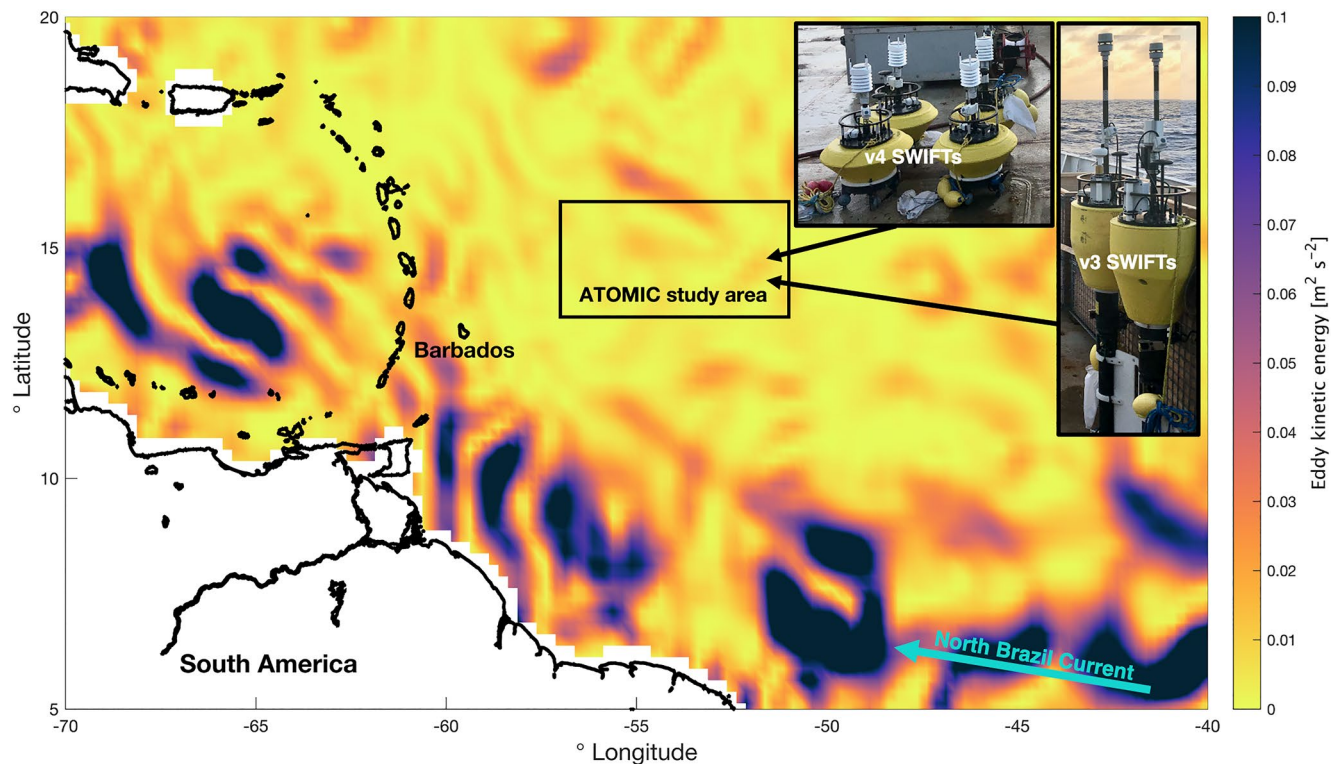 20
15
10
5
° Latitude
-70
-65
-60
-55
-50
-45
-40
° Longitude
v4 SWIFTs
v3 SWIFTs
ATOMIC study area
Barbados
South America
North Brazil Current
0.1
0.09
0.08
0.07
0.06
0.05
0.04
0.03
0.02
0.01
0
Eddy kinetic energy [m² s⁻²]